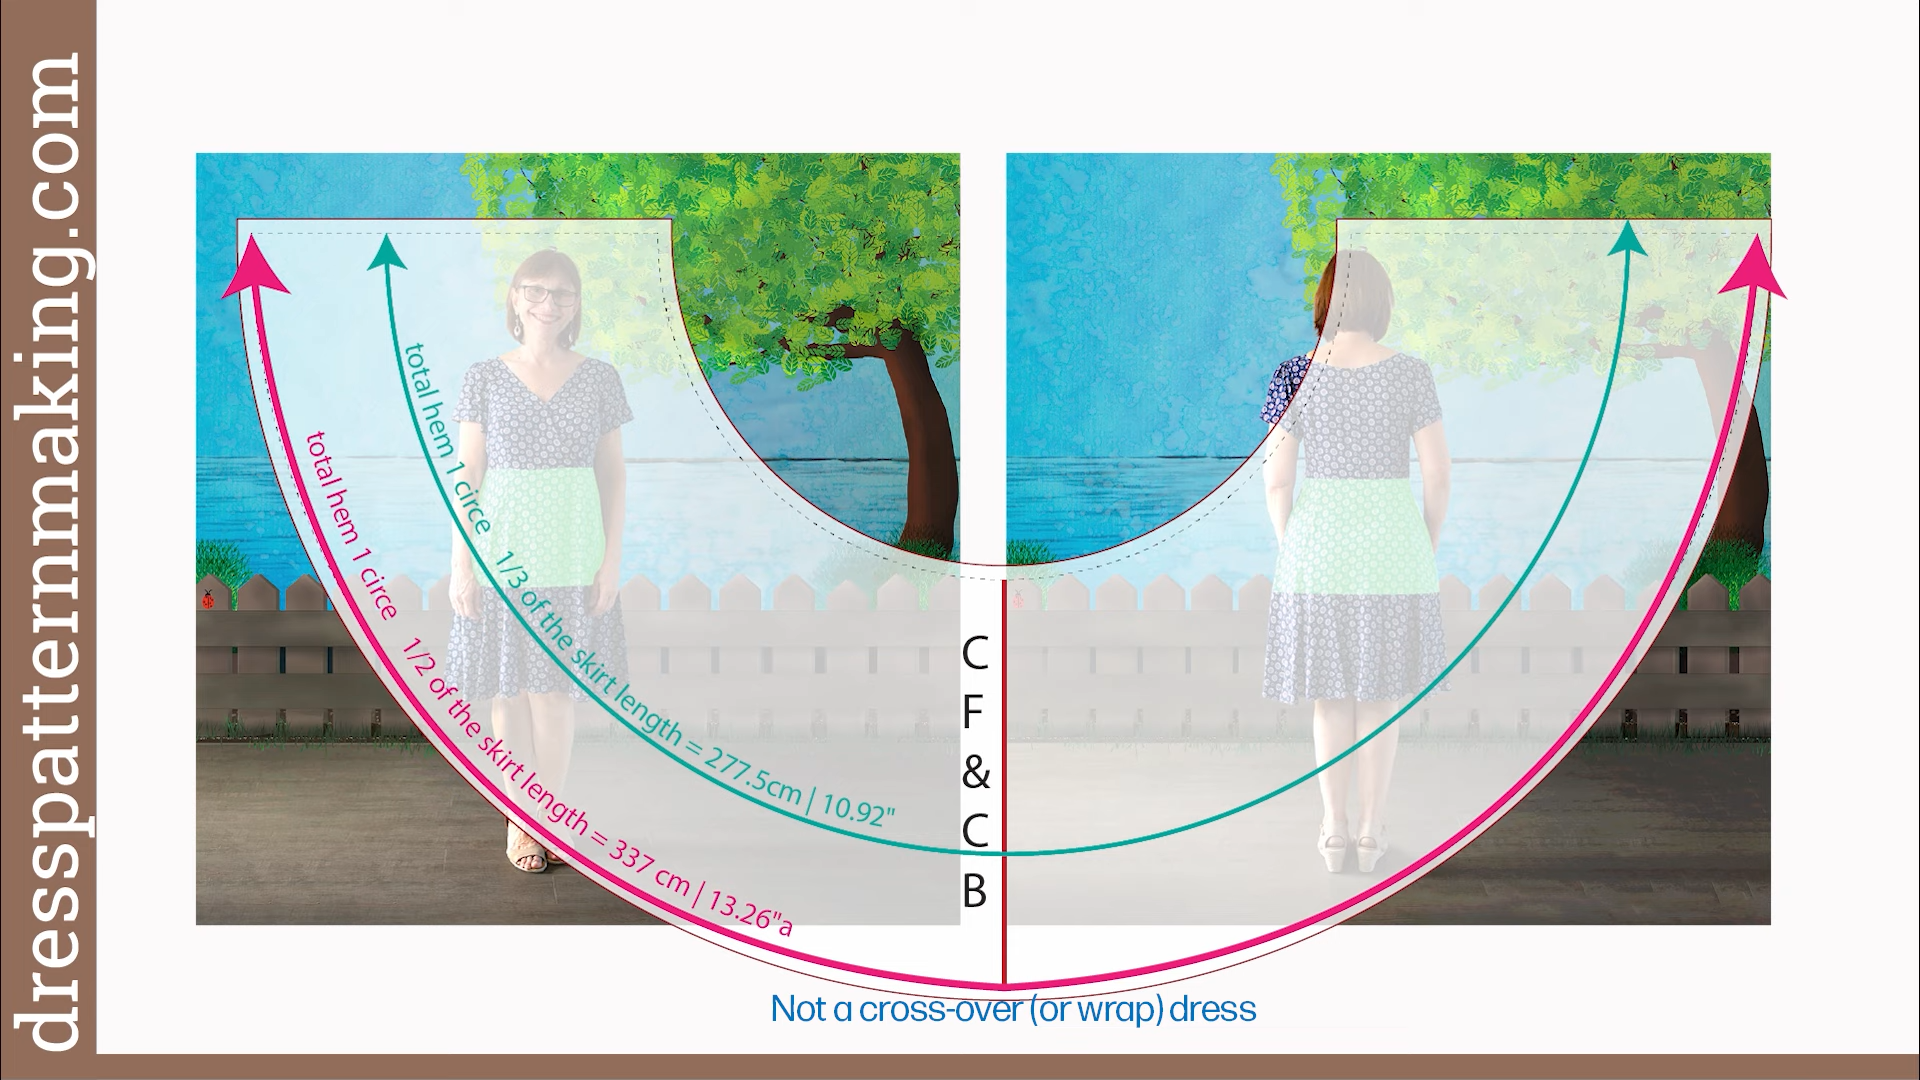 dresspatternmaking.com
total hem 1 circe 1/3 of the skirt length = 277.5cm | 10.92"
total hem 1 circe 1/2 of the skirt length = 337 cm | 13.26"a
C
F
&
C
B
Not a cross-over (or wrap) dress